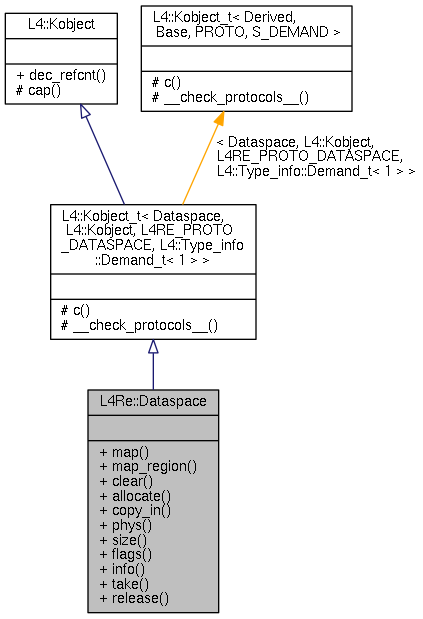 L4::Kobject
+ dec_refcnt()
# cap()
L4::Kobject_t< Derived,
Base, PROTO, S_DEMAND >
# c()
# __check_protocols__()
< Dataspace, L4::Kobject,
L4RE_PROTO_DATASPACE,
L4::Type_info::Demand_t< 1 > >
L4::Kobject_t< Dataspace,
L4::Kobject, L4RE_PROTO
_DATASPACE, L4::Type_info
::Demand_t< 1 > >
# c()
# __check_protocols__()
L4Re::Dataspace
+ map()
+ map_region()
+ clear()
+ allocate()
+ copy_in()
+ phys()
+ size()
+ flags()
+ info()
+ take()
+ release()